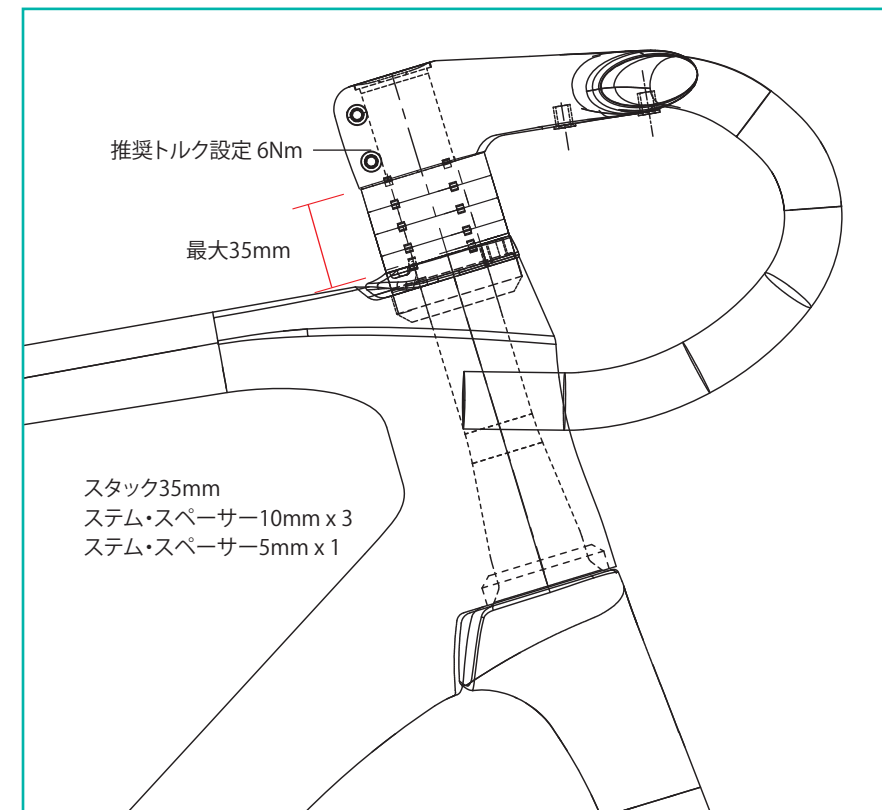 推奨トルク設定 6Nm
最大35mm
スタック35mm
ステム・スペーサー10mm x 3
ステム・スペーサー5mm x 1